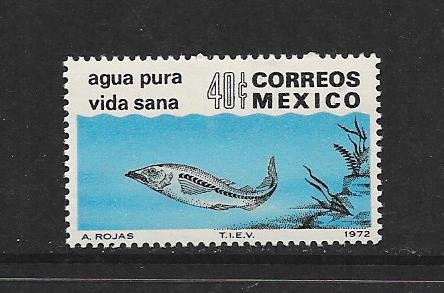 agua pura
vida sana
40¢ CORREOS
MEXICO
A. ROJAS T.I.E.V. 1972